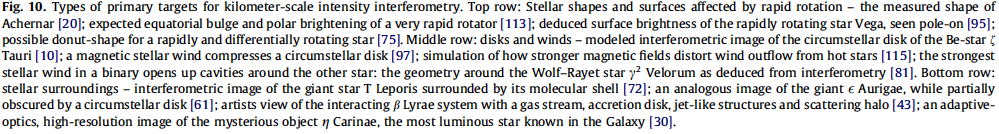 Fig. 10. Types of primary targets for kilometer-scale intensity interferometry. Top row: Stellar shapes and surfaces affected by rapid rotation – the measured shape of
Achernar [20]; expected equatorial bulge and polar brightening of a very rapid rotator [113]; deduced surface brightness of the rapidly rotating star Vega, seen pole-on [95];
possible donut-shape for a rapidly and differentially rotating star [75]. Middle row: disks and winds – modeled interferometric image of the circumstellar disk of the Be-star ζ
Tauri [10]; a magnetic stellar wind compresses a circumstellar disk [97]; simulation of how stronger magnetic fields distort wind outflow from hot stars [115]; the strongest
stellar wind in a binary opens up cavities around the other star: the geometry around the Wolf–Rayet star γ² Velorum as deduced from interferometry [81]. Bottom row:
stellar surroundings – interferometric image of the giant star T Leporis surrounded by its molecular shell [72]; an analogous image of the giant ϵ Aurigae, while partially
obscured by a circumstellar disk [61]; artists view of the interacting β Lyrae system with a gas stream, accretion disk, jet-like structures and scattering halo [43]; an adaptive-
optics, high-resolution image of the mysterious object η Carinae, the most luminous star known in the Galaxy [30].